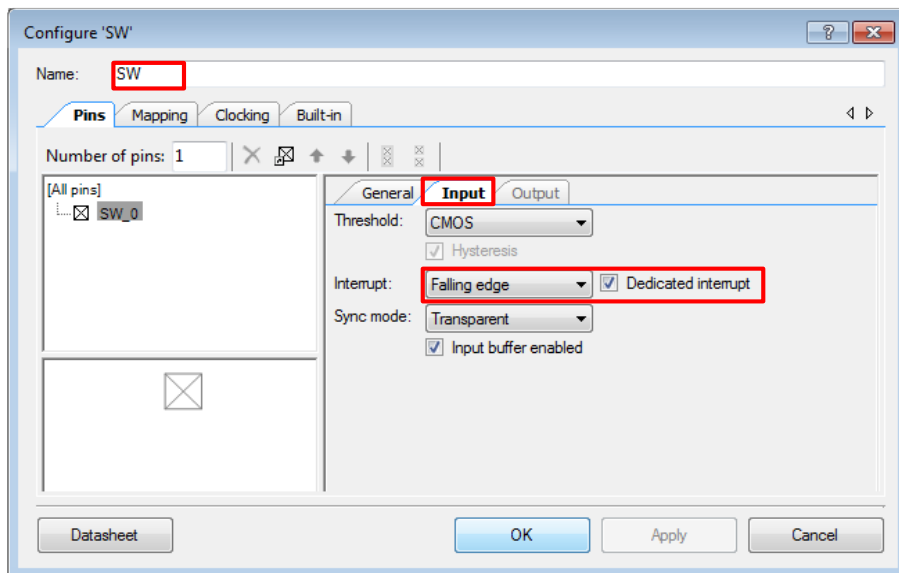 Configure 'SW'
Name: SW
Pins Mapping Clocking Built-in
Number of pins: 1
[All pins]
SW_0
General Input Output
Threshold: CMOS
Hysteresis
Interrupt: Falling edge Dedicated interrupt
Sync mode: Transparent
Input buffer enabled
Datasheet OK Apply Cancel